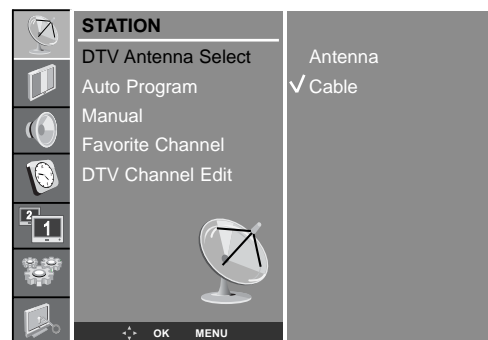 STATION
DTV Antenna Select
Auto Program
Manual
Favorite Channel
DTV Channel Edit
Antenna
✓Cable
2
1
OK MENU